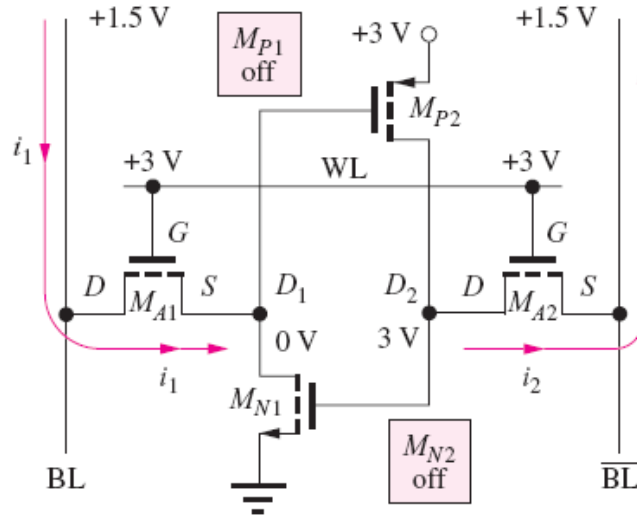 +1.5 V
M_P1
off
+3 V
+1.5 V
M_P2
i_1
+3 V
WL
+3 V
G
G
D
M_A1
S
D_1
D_2
D
M_A2
S
0 V
3 V
i_1
i_2
M_N1
M_N2
off
BL
B̅L̅